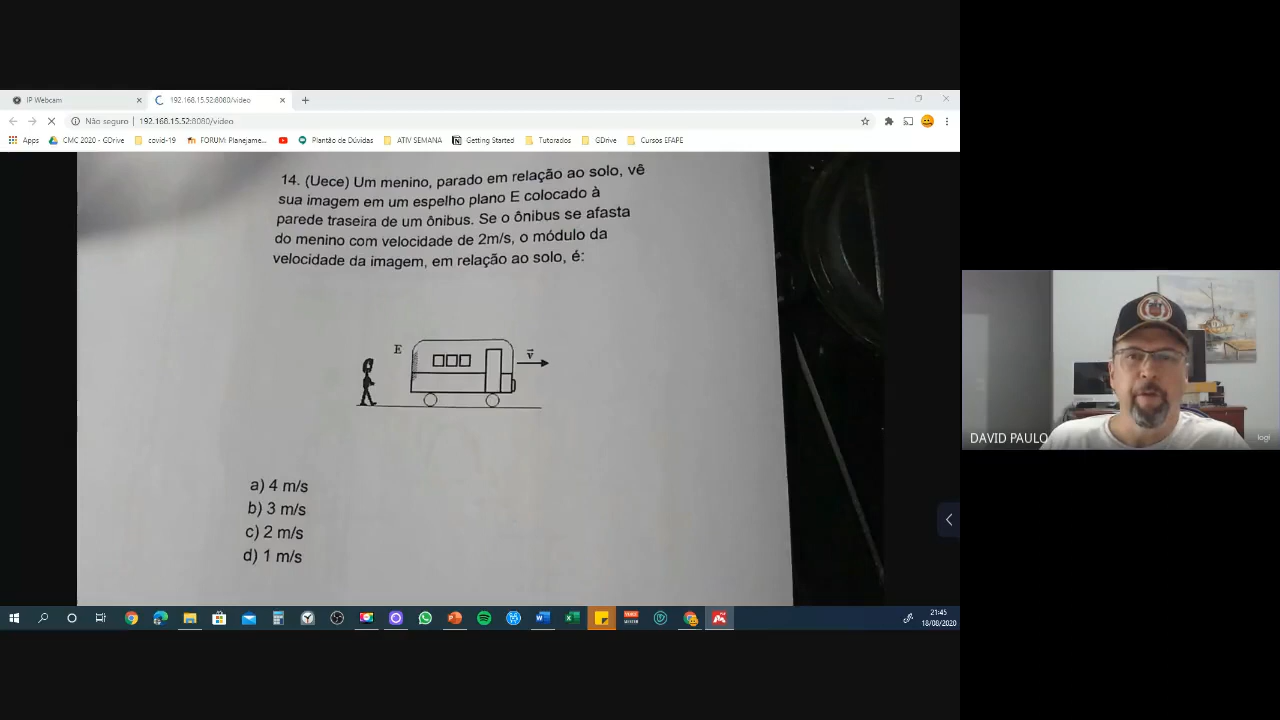 IP Webcam
192.168.15.52:8080/video
Não seguro
192.168.15.52:8080/video
Apps
CMC 2020 - GDrive
covid-19
FORUM: Planejame...
Plantão de Dúvidas
ATIV SEMANA
Getting Started
Tutorados
GDrive
Cursos EFAPE
14. (Uece) Um menino, parado em relação ao solo, vê
sua imagem em um espelho plano E colocado à
parede traseira de um ônibus. Se o ônibus se afasta
do menino com velocidade de 2m/s, o módulo da
velocidade da imagem, em relação ao solo, é:
E
v
a) 4 m/s
b) 3 m/s
c) 2 m/s
d) 1 m/s
DAVID PAULO
logi
21:45
18/08/2020